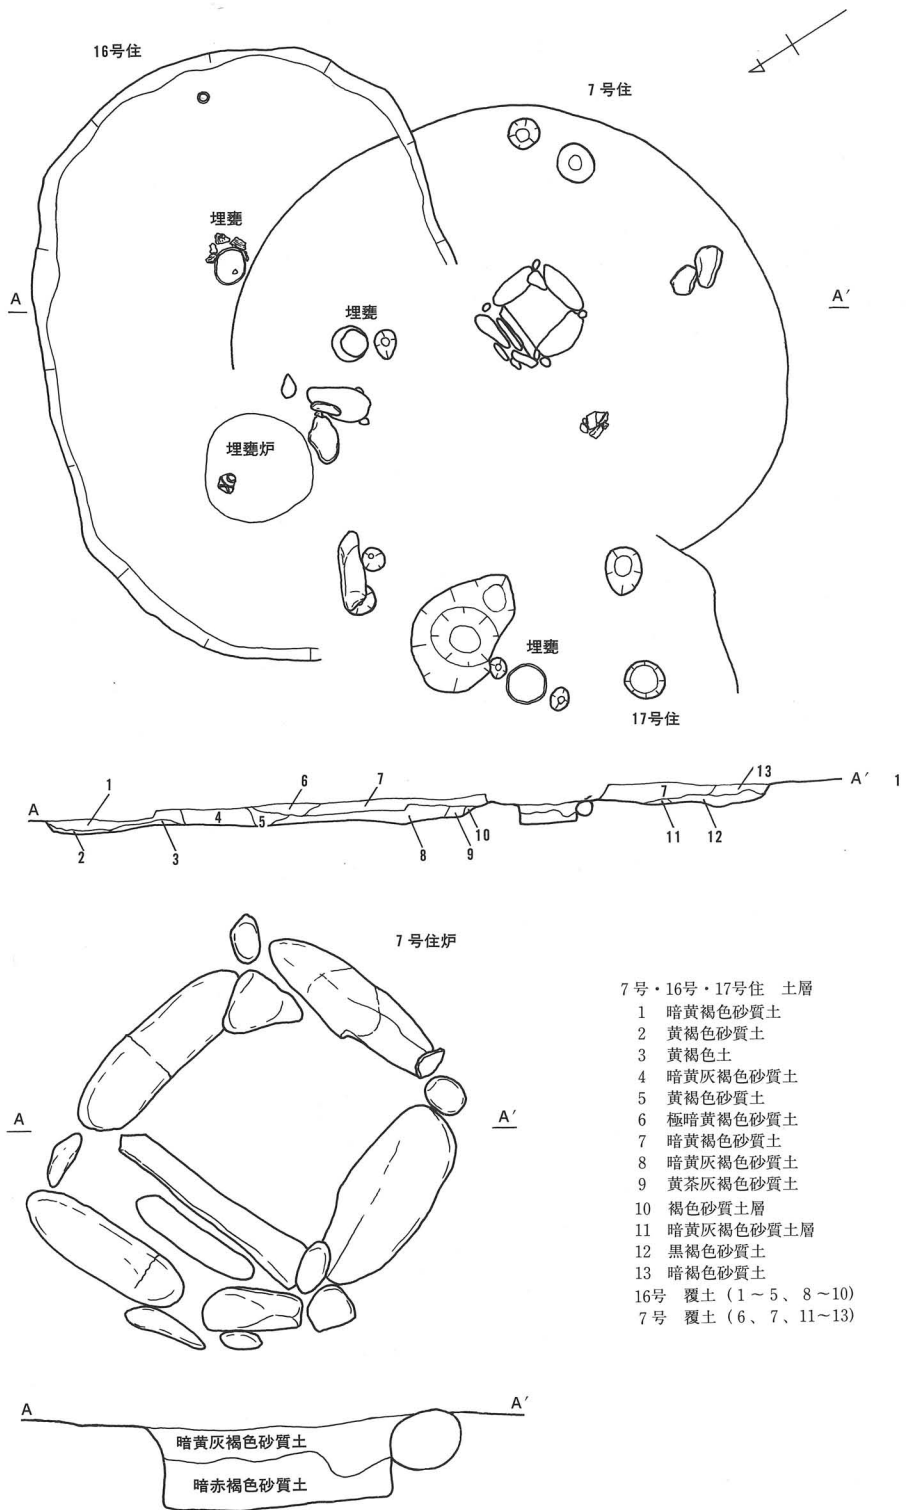 16号住
7号住
埋甕
A
A′
埋甕
埋甕炉
埋甕
17号住
1
6
7
13
A′
1
A
4
5
7
2
3
8
9
10
11
12
7号住炉
A
A′
7号・16号・17号住　土層
1　暗黄褐色砂質土
2　黄褐色砂質土
3　黄褐色土
4　暗黄灰褐色砂質土
5　黄褐色砂質土
6　極暗黄褐色砂質土
7　暗黄褐色砂質土
8　暗黄灰褐色砂質土
9　黄茶灰褐色砂質土
10　褐色砂質土層
11　暗黄灰褐色砂質土層
12　黒褐色砂質土
13　暗褐色砂質土
16号　覆土（1～5、8～10）
7号　覆土（6、7、11～13）
A
A′
暗黄灰褐色砂質土
暗赤褐色砂質土